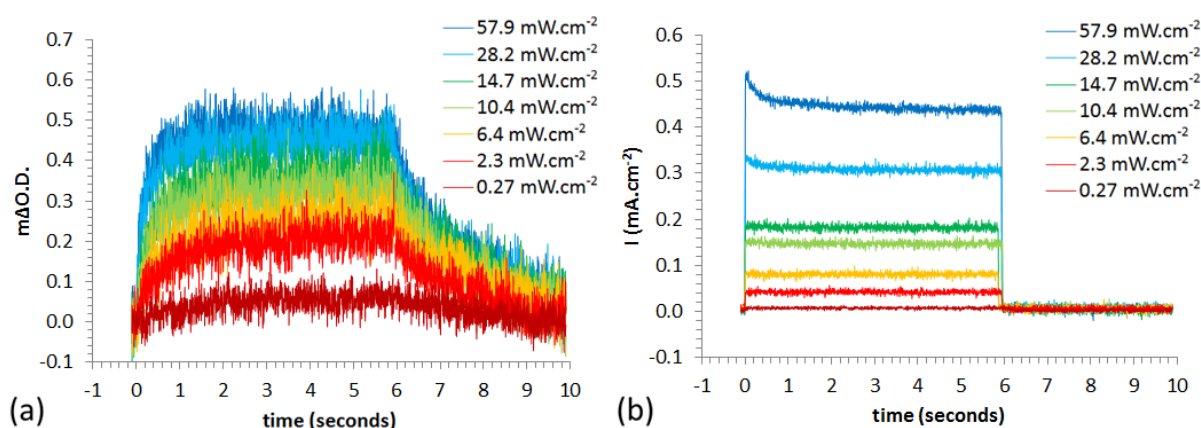 0.7
0.6
0.5
0.4
0.3
0.2
0.1
0.0
-0.1
mΔO.D.
57.9 mW.cm⁻²
28.2 mW.cm⁻²
14.7 mW.cm⁻²
10.4 mW.cm⁻²
6.4 mW.cm⁻²
2.3 mW.cm⁻²
0.27 mW.cm⁻²
-1 0 1 2 3 4 5 6 7 8 9 10
time (seconds)
(a)
0.6
0.5
0.4
0.3
0.2
0.1
0.0
-0.1
I (mA.cm⁻²)
57.9 mW.cm⁻²
28.2 mW.cm⁻²
14.7 mW.cm⁻²
10.4 mW.cm⁻²
6.4 mW.cm⁻²
2.3 mW.cm⁻²
0.27 mW.cm⁻²
-1 0 1 2 3 4 5 6 7 8 9 10
time (seconds)
(b)